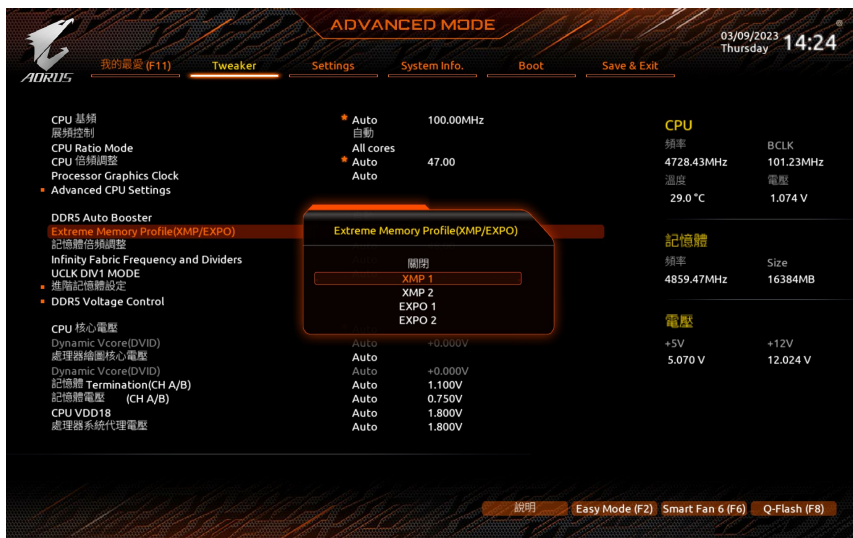 ADVANCED MODE
03/09/2023 Thursday 14:24
AORUS
我的最愛 (F11) Tweaker Settings System Info. Boot Save & Exit
CPU 基頻 * Auto 100.00MHz
展頻控制 自動
CPU Ratio Mode All cores
CPU 倍頻調整 * Auto 47.00
Processor Graphics Clock Auto
Advanced CPU Settings
DDR5 Auto Booster
Extreme Memory Profile(XMP/EXPO)
記憶體倍頻調整
Infinity Fabric Frequency and Dividers
UCLK DIV1 MODE
進階記憶體設定
DDR5 Voltage Control
CPU 核心電壓
Dynamic Vcore(DVID) Auto +0.000V
處理器繪圖核心電壓 Auto
Dynamic Vcore(DVID) Auto +0.000V
記憶體 Termination(CH A/B) Auto 1.100V
記憶體電壓 (CH A/B) Auto 0.750V
CPU VDD18 Auto 1.800V
處理器系統代理電壓 Auto 1.800V
Extreme Memory Profile(XMP/EXPO)
關閉
XMP 1
XMP 2
EXPO 1
EXPO 2
CPU
頻率 BCLK
4728.43MHz 101.23MHz
溫度 電壓
29.0 °C 1.074 V
記憶體
頻率 Size
4859.47MHz 16384MB
電壓
+5V +12V
5.070 V 12.024 V
說明 Easy Mode (F2) Smart Fan 6 (F6) Q-Flash (F8)